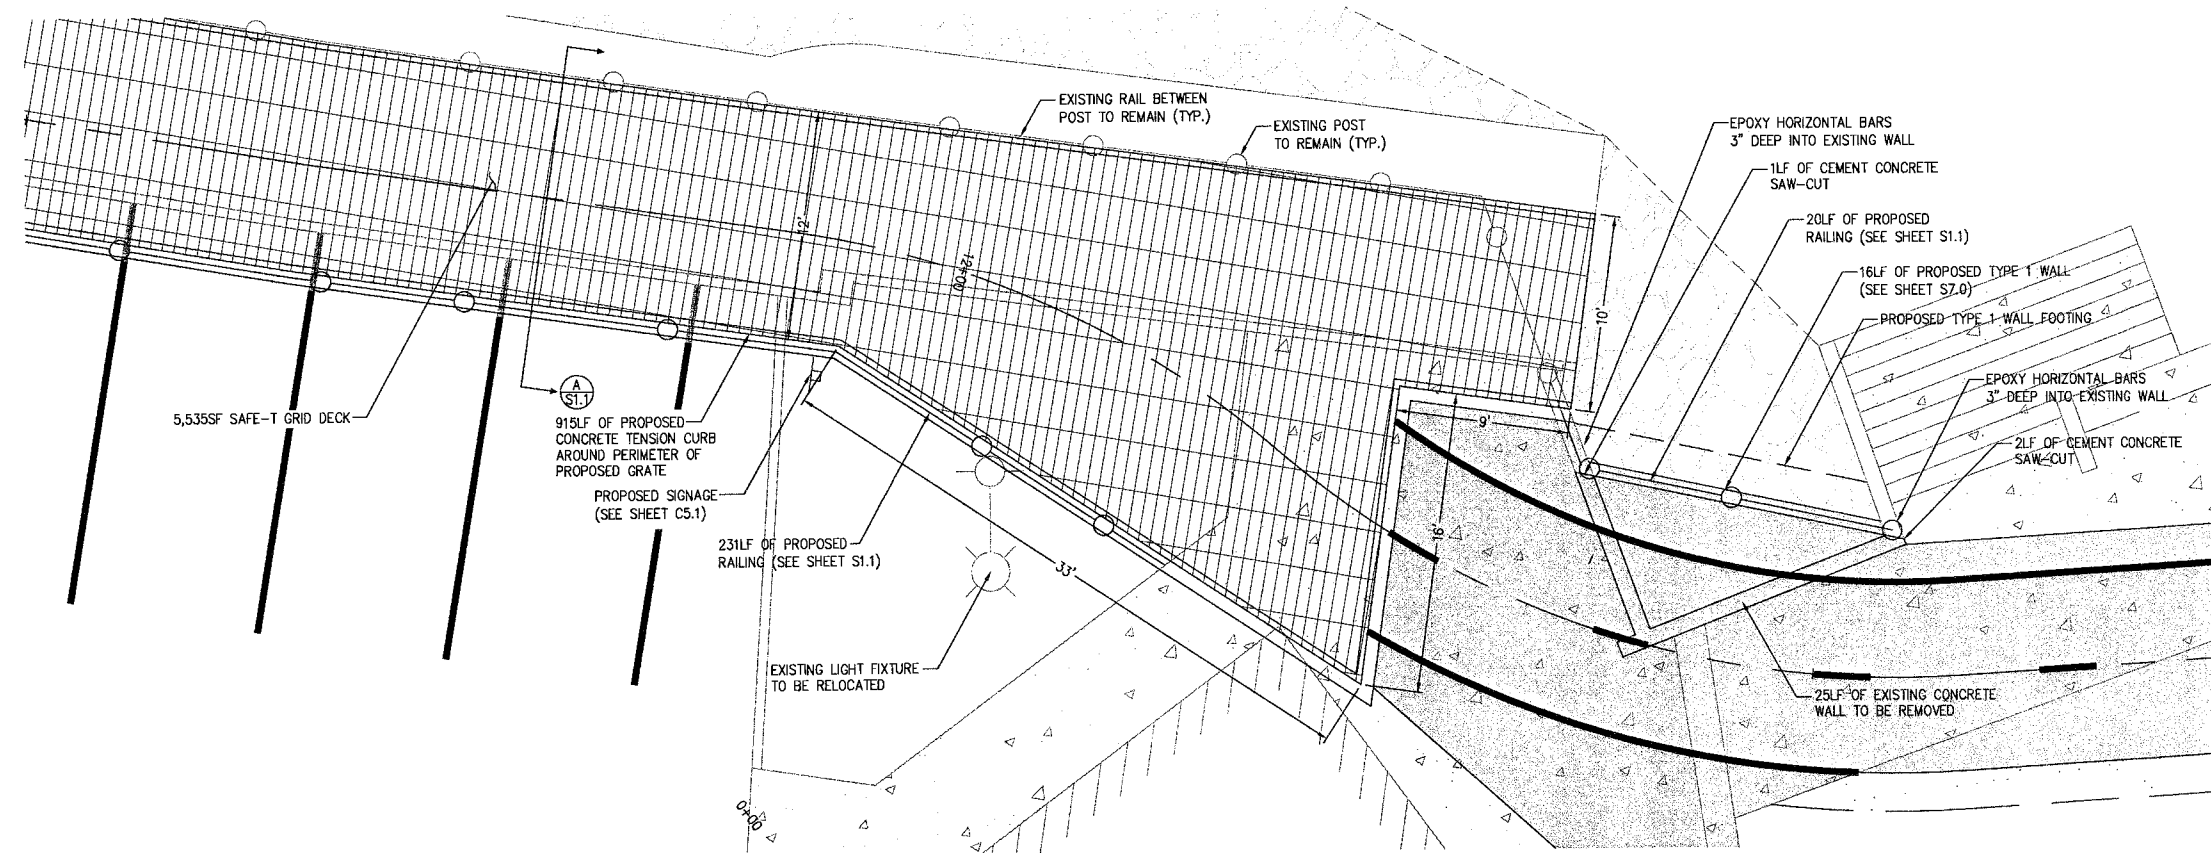 EXISTING RAIL BETWEEN
POST TO REMAIN (TYP.)
EXISTING POST
TO REMAIN (TYP.)
EPOXY HORIZONTAL BARS
3" DEEP INTO EXISTING WALL
1LF OF CEMENT CONCRETE
SAW-CUT
20LF OF PROPOSED
RAILING (SEE SHEET S1.1)
16LF OF PROPOSED TYPE 1 WALL
(SEE SHEET S7.0)
PROPOSED TYPE 1 WALL FOOTING
EPOXY HORIZONTAL BARS
3" DEEP INTO EXISTING WALL
2LF OF CEMENT CONCRETE
SAW-CUT
12'
12+00
10'
9'
16'
33'
A
S1.1
5,535SF SAFE-T GRID DECK
915LF OF PROPOSED
CONCRETE TENSION CURB
AROUND PERIMETER OF
PROPOSED GRATE
PROPOSED SIGNAGE
(SEE SHEET C5.1)
231LF OF PROPOSED
RAILING (SEE SHEET S1.1)
EXISTING LIGHT FIXTURE
TO BE RELOCATED
25LF OF EXISTING CONCRETE
WALL TO BE REMOVED
0+00